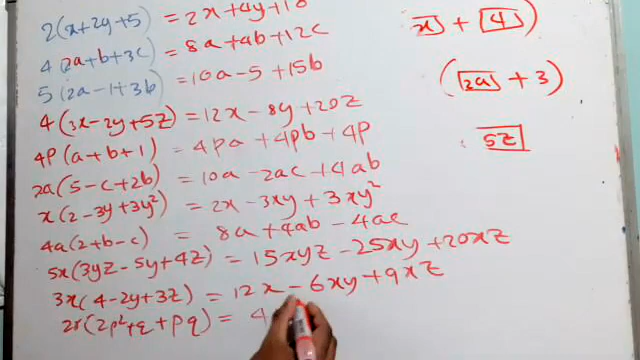 2(x+2y+5) = 2x+4y+10
4(2a+b+3c) = 8a+4b+12c
5(2a-1+3b) = 10a-5+15b
4(3x-2y+5z) = 12x-8y+20z
4p(a+b+1) = 4pa+4pb+4p
2a(5-c+2b) = 10a-2ac+14ab
x(2-3y+3y²) = 2x-3xy+3xy²
4a(2+b-c) = 8a+4ab-4ac
5x(3yz-5y+4z) = 15xyz-25xy+20xz
3x(4-2y+3z) = 12x-6xy+9xz
2r(2p²+q+pq) = 4
x + 4)
(2a + 3)
5z